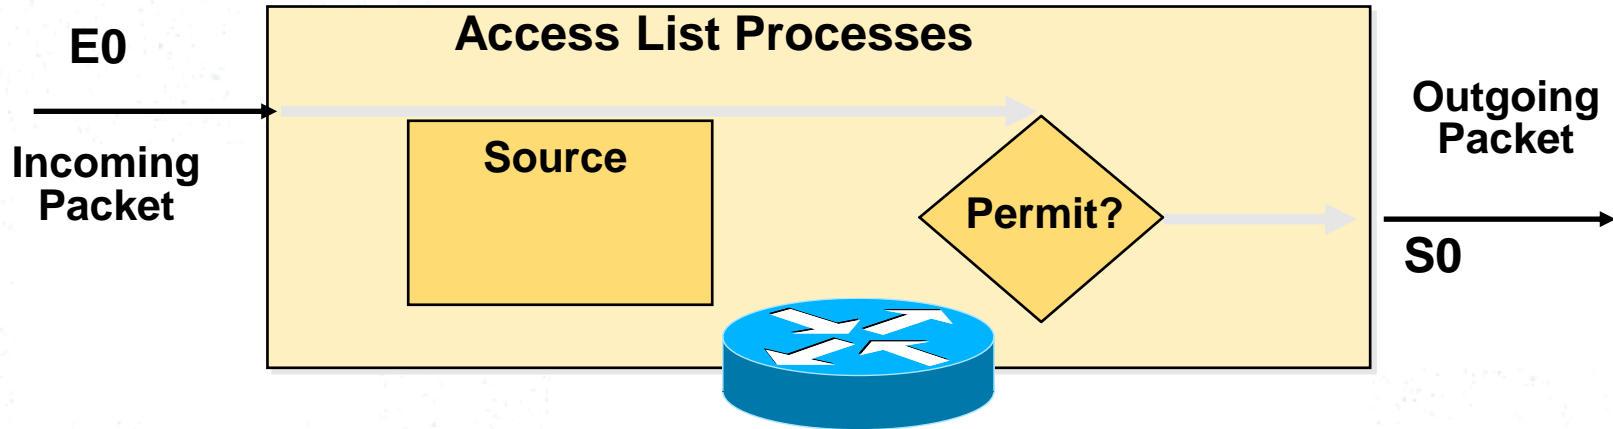 E0
Access List Processes
Incoming
Packet
Source
Permit?
Outgoing
Packet
S0